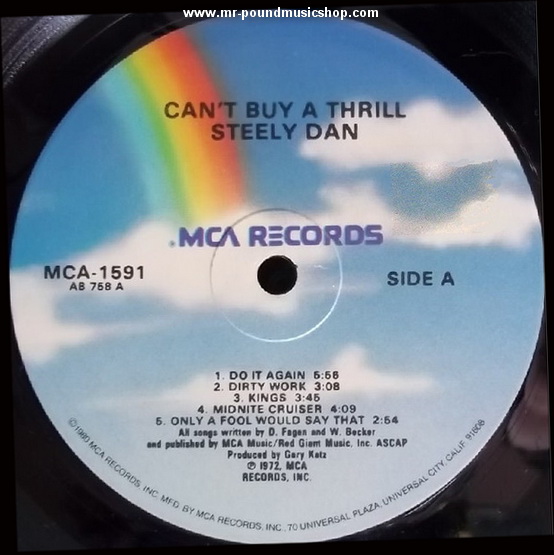 www.mr-poundmusicshop.com
CAN'T BUY A THRILL
STEELY DAN
MCA RECORDS
MCA-1591
AB 758 A
SIDE A
1. DO IT AGAIN 5:56
2. DIRTY WORK 3:08
3. KINGS 3:45
4. MIDNITE CRUISER 4:09
5. ONLY A FOOL WOULD SAY THAT 2:54
All songs written by D. Fagen and W. Becker
and published by MCA Music/Red Giant Music, Inc. ASCAP
Produced by Gary Katz
℗ 1972, MCA
RECORDS, INC.
©1980 MCA RECORDS, INC. MFD. BY MCA RECORDS, INC., 70 UNIVERSAL PLAZA, UNIVERSAL CITY, CALIF. 91608